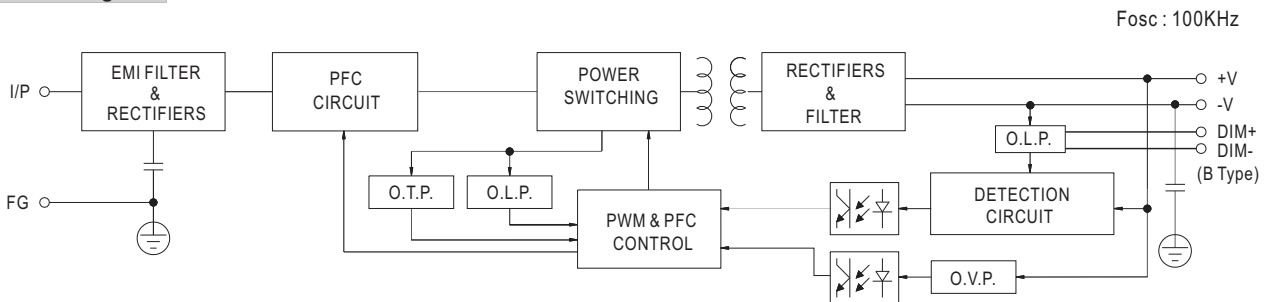 Fosc : 100KHz
I/P
EMI FILTER
&
RECTIFIERS
PFC
CIRCUIT
POWER
SWITCHING
RECTIFIERS
&
FILTER
+V
-V
DIM+
DIM-
(B Type)
O.L.P.
O.T.P.
O.L.P.
FG
PWM & PFC
CONTROL
DETECTION
CIRCUIT
O.V.P.